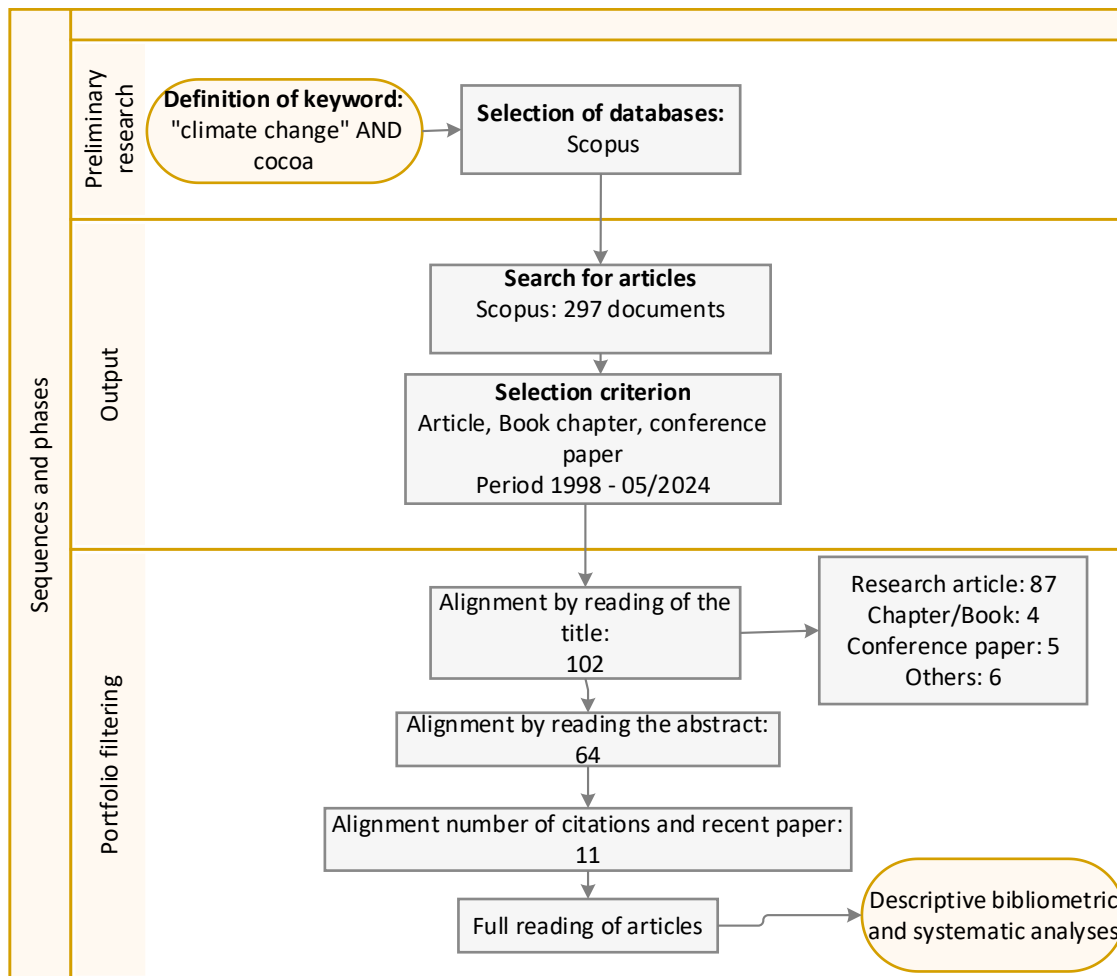 Sequences and phases
Preliminary
research
Definition of keyword:
"climate change" AND
cocoa
Selection of databases:
Scopus
Output
Search for articles
Scopus: 297 documents
Selection criterion
Article, Book chapter, conference
paper
Period 1998 - 05/2024
Portfolio filtering
Alignment by reading of the
title:
102
Research article: 87
Chapter/Book: 4
Conference paper: 5
Others: 6
Alignment by reading the abstract:
64
Alignment number of citations and recent paper:
11
Full reading of articles
Descriptive bibliometric
and systematic analyses